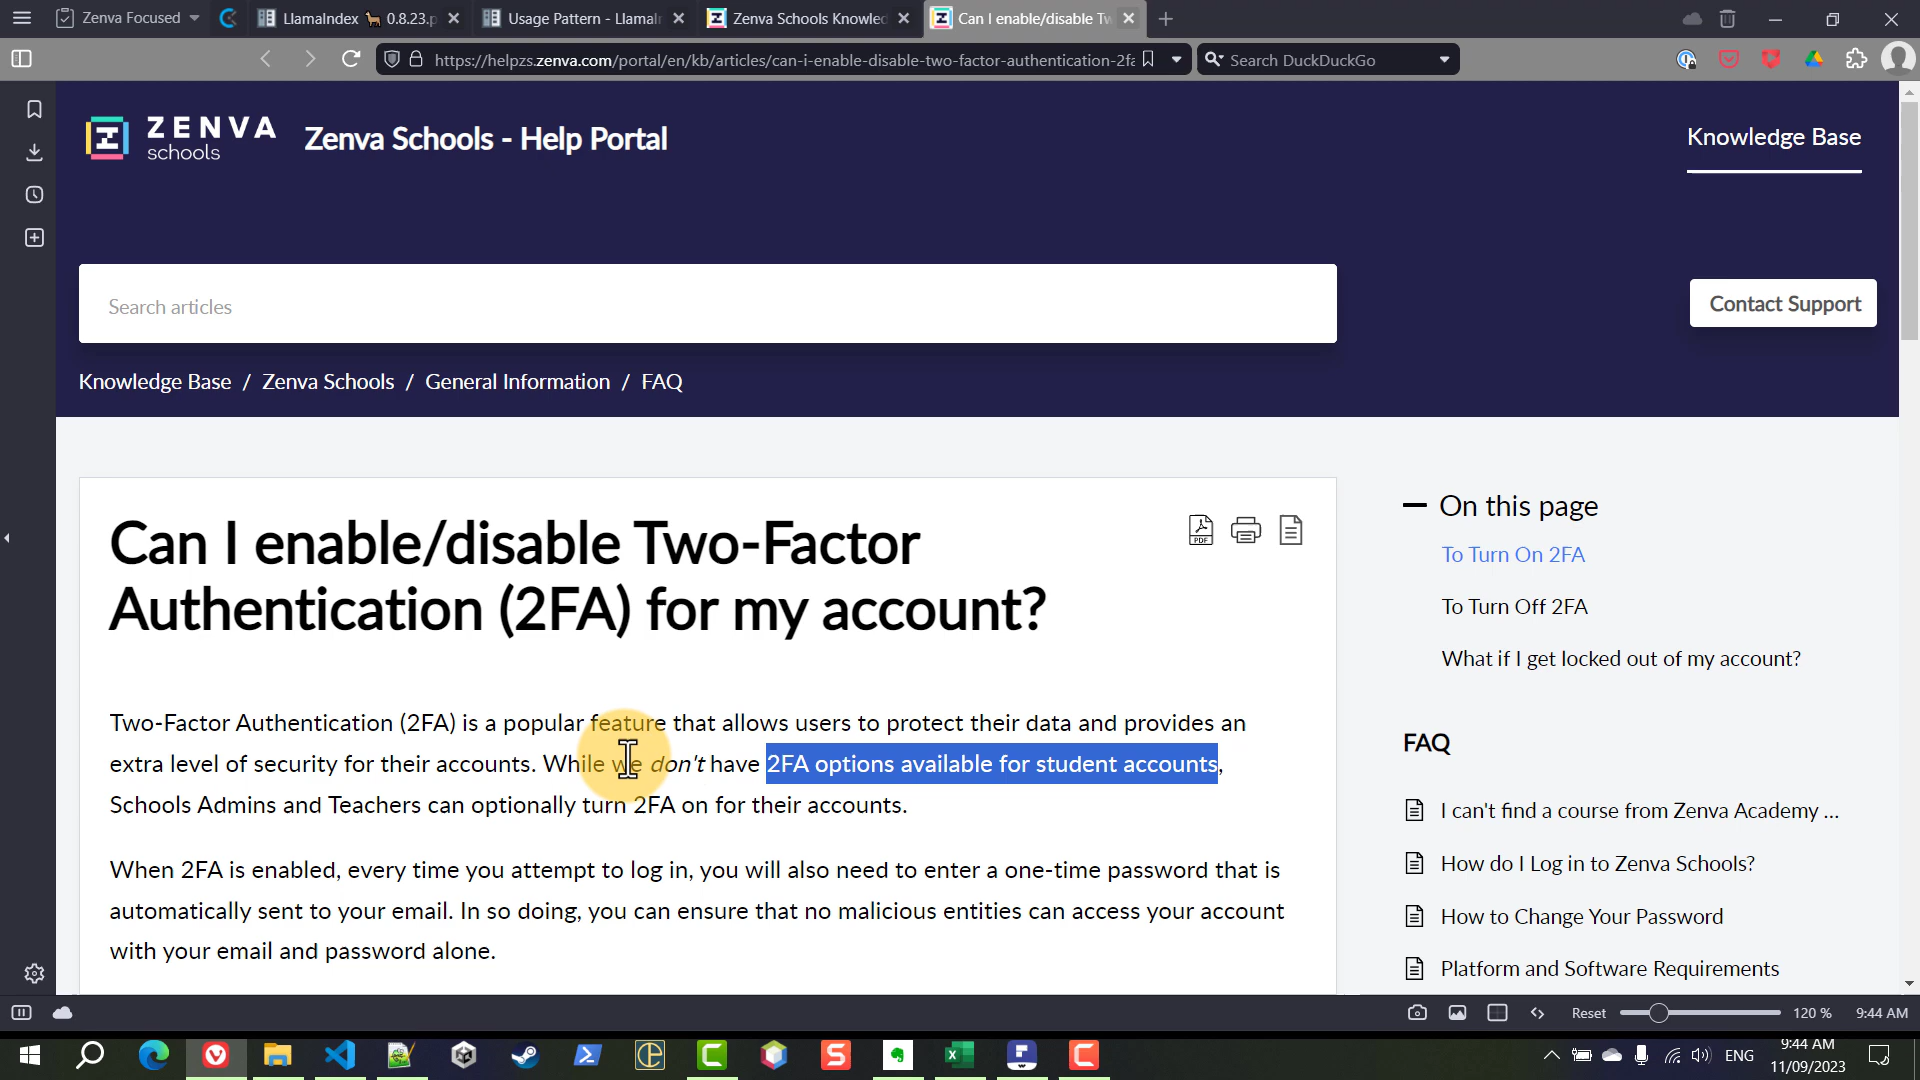 Zenva Focused
LlamaIndex 🦙 0.8.23.p
Usage Pattern - LlamaI
Zenva Schools Knowled
Can I enable/disable Tw
https://helpzs.zenva.com/portal/en/kb/articles/can-i-enable-disable-two-factor-authentication-2fa
Search DuckDuckGo
ZENVA
schools
Zenva Schools - Help Portal
Knowledge Base
Search articles
Contact Support
Knowledge Base / Zenva Schools / General Information / FAQ
Can I enable/disable Two-Factor
Authentication (2FA) for my account?
PDF
Two-Factor Authentication (2FA) is a popular feature that allows users to protect their data and provides an
extra level of security for their accounts. While we don't have 2FA options available for student accounts,
Schools Admins and Teachers can optionally turn 2FA on for their accounts.
When 2FA is enabled, every time you attempt to log in, you will also need to enter a one-time password that is
automatically sent to your email. In so doing, you can ensure that no malicious entities can access your account
with your email and password alone.
On this page
To Turn On 2FA
To Turn Off 2FA
What if I get locked out of my account?
FAQ
I can't find a course from Zenva Academy ...
How do I Log in to Zenva Schools?
How to Change Your Password
Platform and Software Requirements
Reset
120 %
9:44 AM
ENG
9:44 AM
11/09/2023